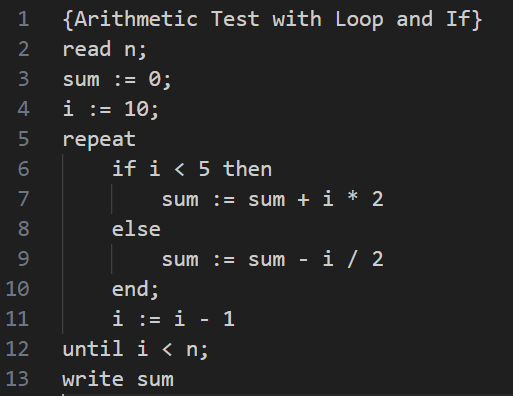 1 {Arithmetic Test with Loop and If}
2 read n;
3 sum := 0;
4 i := 10;
5 repeat
6 if i < 5 then
7 sum := sum + i * 2
8 else
9 sum := sum - i / 2
10 end;
11 i := i - 1
12 until i < n;
13 write sum